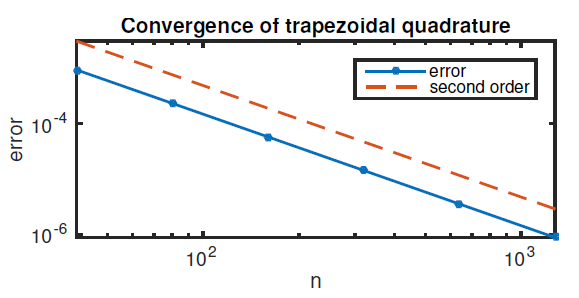 Convergence of trapezoidal quadrature
error
second order
error
10^-4
10^-6
10^2
10^3
n